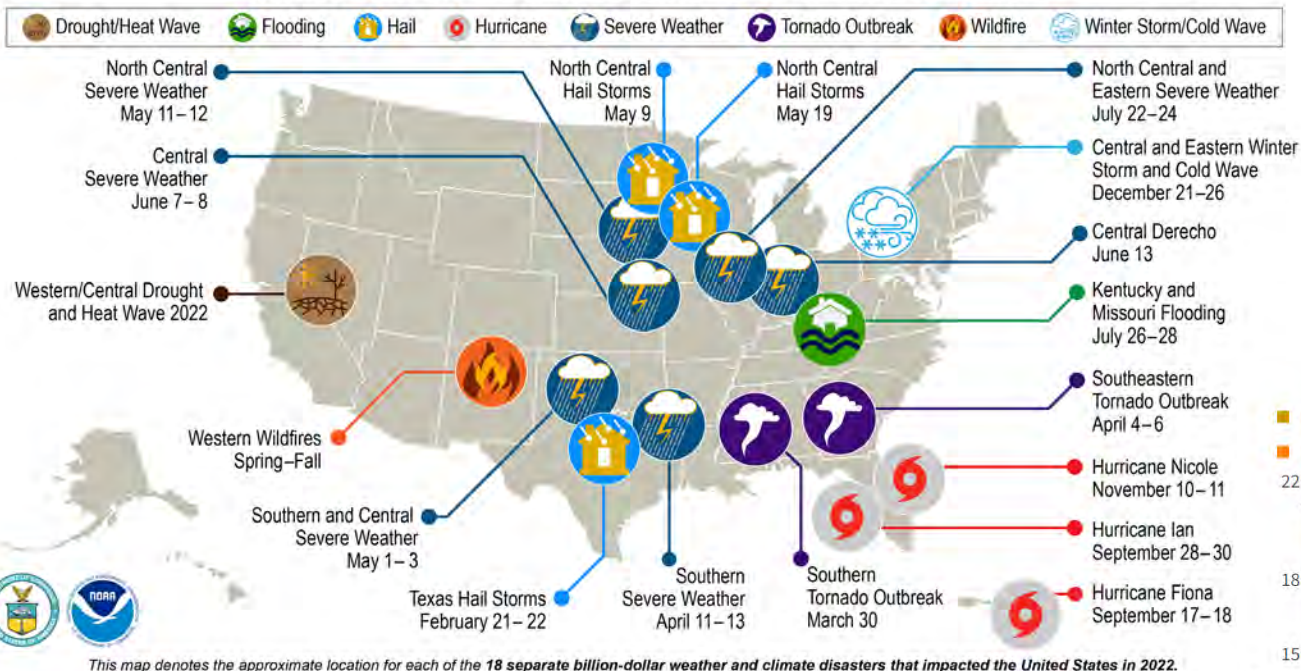 Drought/Heat Wave Flooding Hail Hurricane Severe Weather Tornado Outbreak Wildfire Winter Storm/Cold Wave
North Central
Severe Weather
May 11–12
North Central
Hail Storms
May 9
North Central
Hail Storms
May 19
North Central and
Eastern Severe Weather
July 22–24
Central
Severe Weather
June 7–8
Central and Eastern Winter
Storm and Cold Wave
December 21–26
Central Derecho
June 13
Western/Central Drought
and Heat Wave 2022
Kentucky and
Missouri Flooding
July 26–28
Southeastern
Tornado Outbreak
April 4–6
Western Wildfires
Spring–Fall
Hurricane Nicole
November 10–11
22
Southern and Central
Severe Weather
May 1–3
Hurricane Ian
September 28–30
Texas Hail Storms
February 21–22
Southern
Severe Weather
April 11–13
Southern
Tornado Outbreak
March 30
Hurricane Fiona
September 17–18
18
NOAA
This map denotes the approximate location for each of the 18 separate billion-dollar weather and climate disasters that impacted the United States in 2022.
15